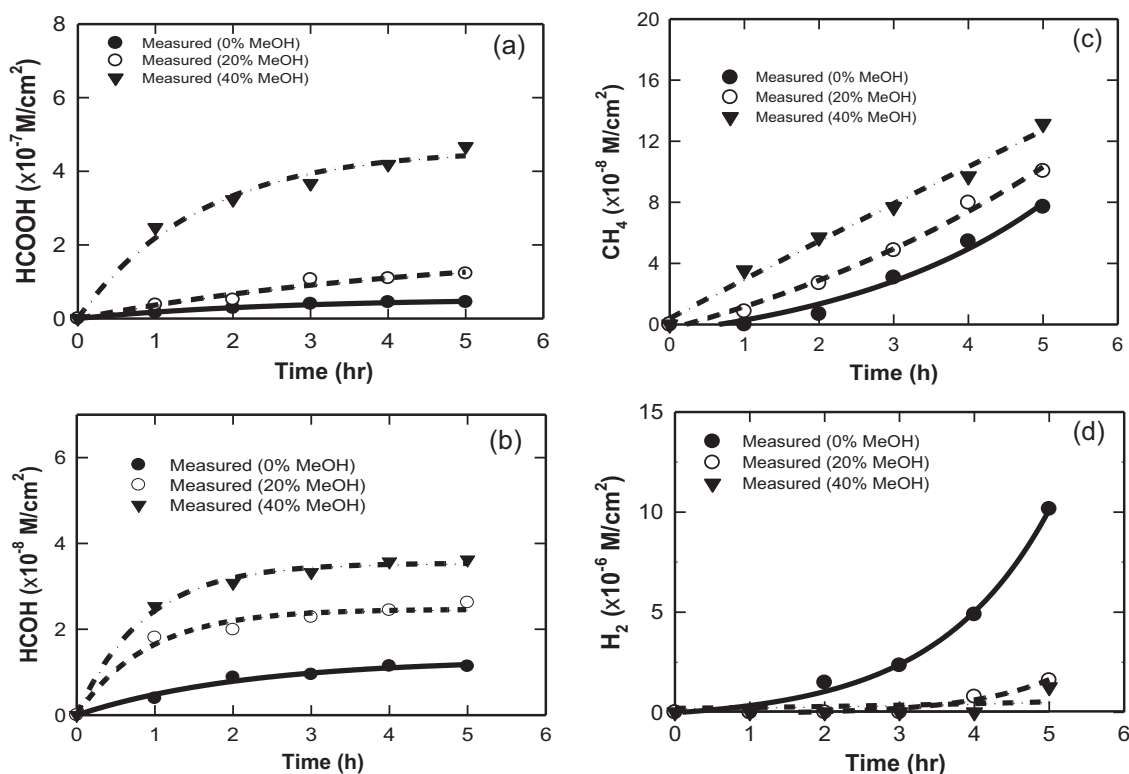 (a)
Measured (0% MeOH)
Measured (20% MeOH)
Measured (40% MeOH)
HCOOH (x10⁻⁷ M/cm²)
8
6
4
2
0
0 1 2 3 4 5 6
Time (hr)
(c)
Measured (0% MeOH)
Measured (20% MeOH)
Measured (40% MeOH)
CH₄ (x10⁻⁸ M/cm²)
20
16
12
8
4
0
0 1 2 3 4 5 6
Time (h)
(b)
Measured (0% MeOH)
Measured (20% MeOH)
Measured (40% MeOH)
HCOH (x10⁻⁸ M/cm²)
6
4
2
0
0 1 2 3 4 5 6
Time (h)
(d)
Measured (0% MeOH)
Measured (20% MeOH)
Measured (40% MeOH)
H₂ (x10⁻⁶ M/cm²)
15
10
5
0
0 1 2 3 4 5 6
Time (hr)